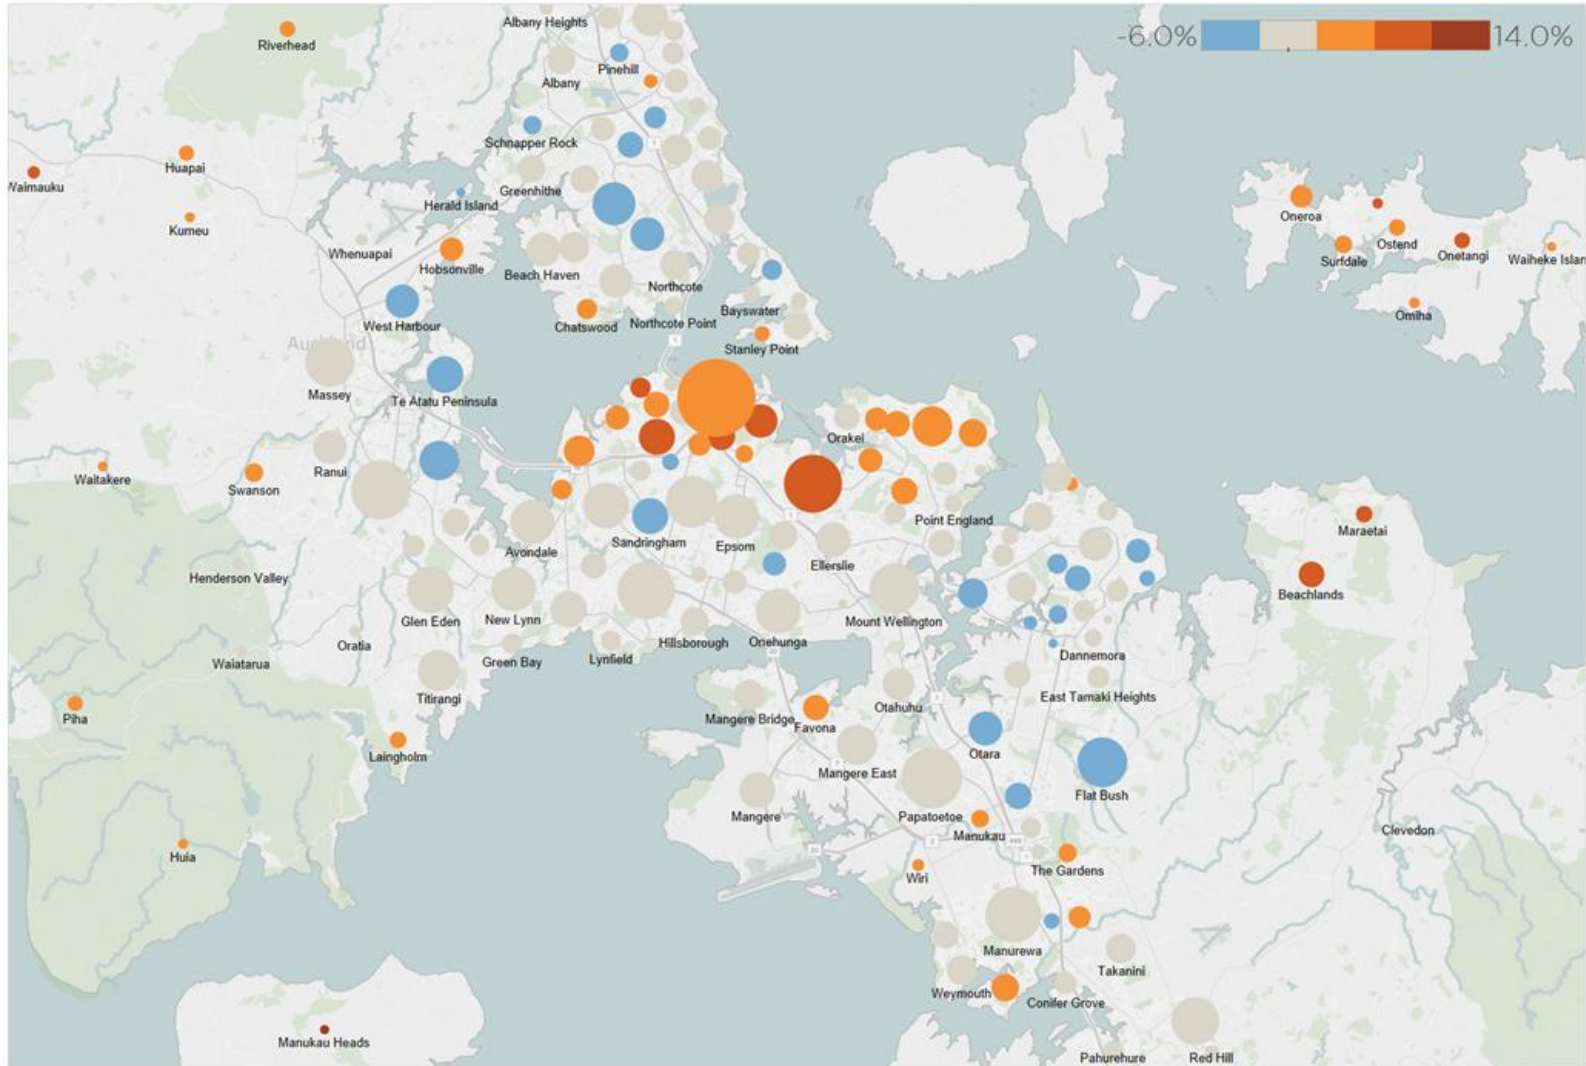 Albany Heights
-6.0%
14.0%
Riverhead
Pinehill
Albany
Schnapper Rock
Huapai
Waimauku
Greenhithe
Herald Island
Kumeu
Oneroa
Ostend
Whenuapai
Hobsonville
Beach Haven
Northcote
Surfdale
Onetangi
Waiheke Islan
Bayswater
Omiha
West Harbour
Chatswood
Northcote Point
Stanley Point
Massey
Te Atatu Peninsula
Orakei
Ranui
Waitakere
Swanson
Point England
Maraetai
Sandringham
Epsom
Avondale
Ellerslie
Henderson Valley
Beachlands
Glen Eden
New Lynn
Mount Wellington
Oratia
Hillsborough
Onehunga
Waiatarua
Green Bay
Lynfield
Dannemora
Titirangi
East Tamaki Heights
Otahuhu
Piha
Mangere Bridge
Favona
Laingholm
Otara
Mangere East
Flat Bush
Mangere
Papatoetoe
Manukau
Clevedon
Huia
The Gardens
Wiri
Manurewa
Takanini
Weymouth
Conifer Grove
Manukau Heads
Pahurehure
Red Hill